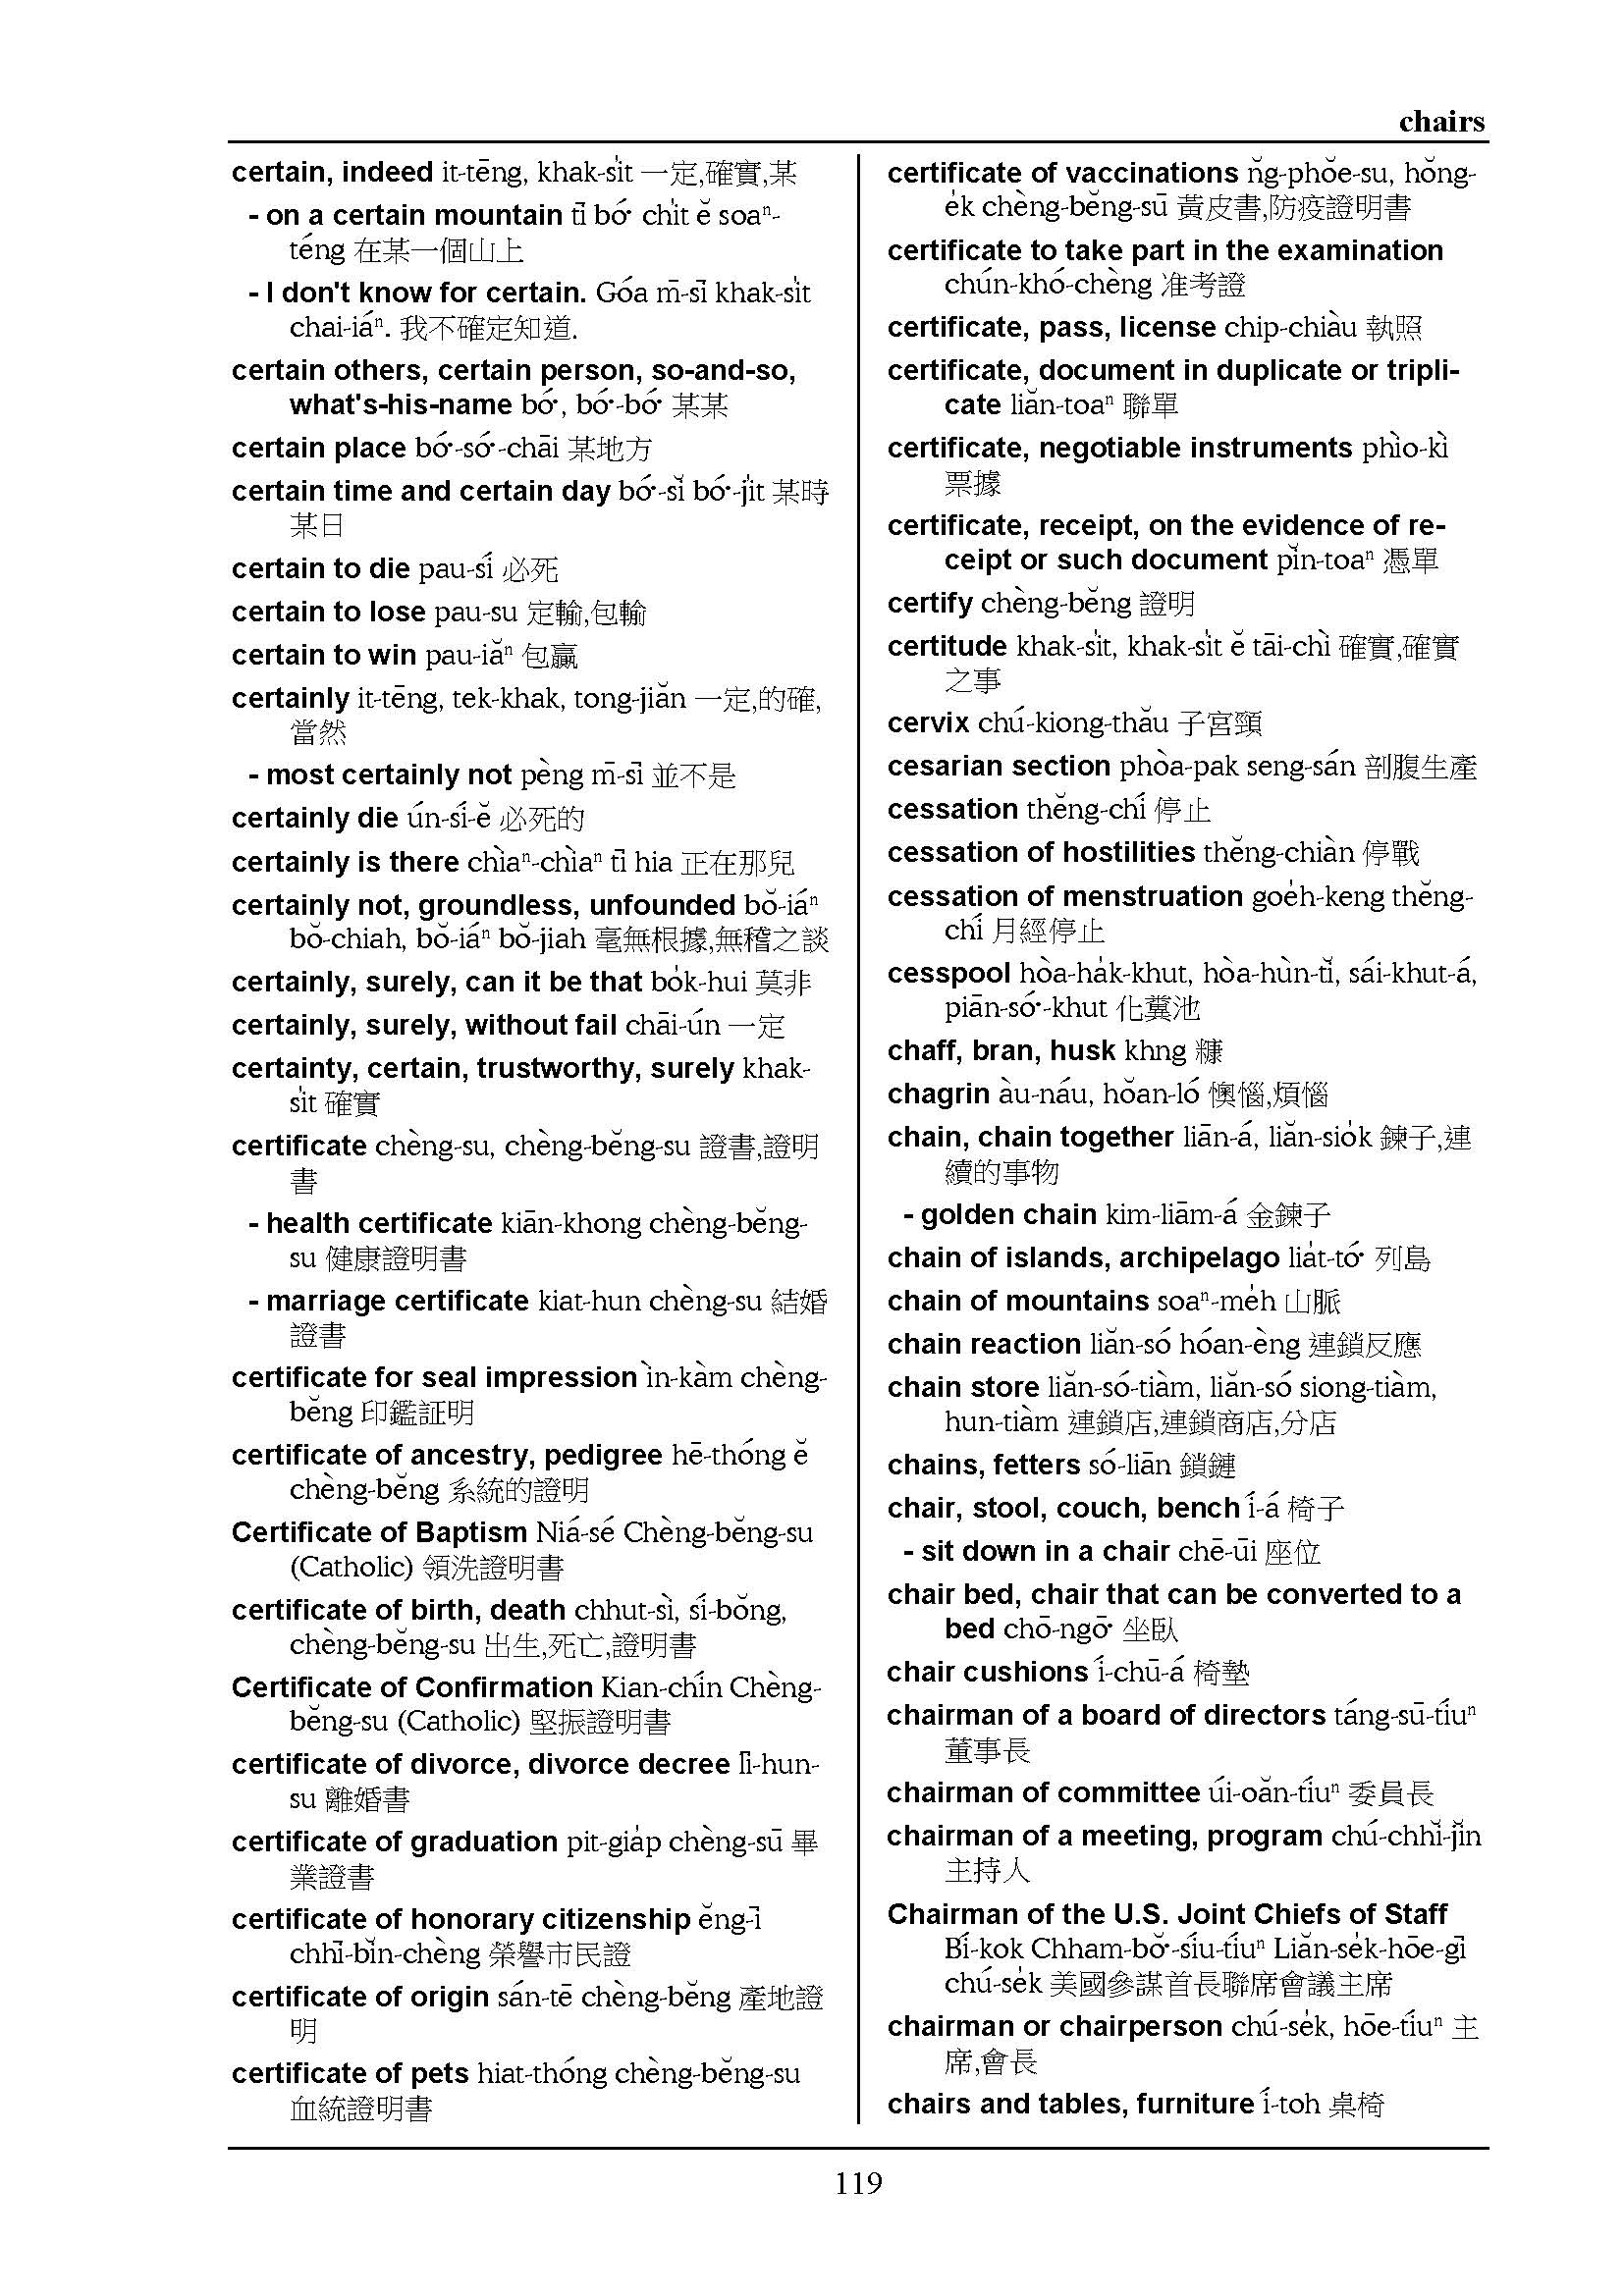 chairs
certain, indeed it-tēng, khak-si̍t 一定,確實,某
- on a certain mountain tī bó͘ chi̍t ĕ soaⁿ-
téng 在某一個山上
- I don't know for certain. Góa m̄-sī khak-si̍t
chai-iáⁿ. 我不確定知道.
certain others, certain person, so-and-so,
what's-his-name bó͘, bó͘-bó͘ 某某
certain place bó͘-só͘-chāi 某地方
certain time and certain day bó͘-sĭ bó͘-ji̍t 某時
某日
certain to die pau-sí 必死
certain to lose pau-su 定輸,包輸
certain to win pau-iăⁿ 包贏
certainly it-tēng, tek-khak, tong-jiăn 一定,的確,
當然
- most certainly not pèng m̄-sī 並不是
certainly die ún-sí-ĕ 必死的
certainly is there chìaⁿ-chìaⁿ tī hia 正在那兒
certainly not, groundless, unfounded bŏ-iáⁿ
bŏ-chiah, bŏ-iáⁿ bŏ-jiah 毫無根據,無稽之談
certainly, surely, can it be that bo̍k-hui 莫非
certainly, surely, without fail chāi-ún 一定
certainty, certain, trustworthy, surely khak-
si̍t 確實
certificate chèng-su, chèng-bĕng-su 證書,證明
書
- health certificate kiān-khong chèng-bĕng-
su 健康證明書
- marriage certificate kiat-hun chèng-su 結婚
證書
certificate for seal impression ìn-kàm chèng-
bĕng 印鑑証明
certificate of ancestry, pedigree hē-thóng ĕ
chèng-bĕng 系統的證明
Certificate of Baptism Niá-sé Chèng-bĕng-su
(Catholic) 領洗證明書
certificate of birth, death chhut-sì, sí-bŏng,
chèng-bĕng-su 出生,死亡,證明書
Certificate of Confirmation Kian-chín Chèng-
bĕng-su (Catholic) 堅振證明書
certificate of divorce, divorce decree lī-hun-
su 離婚書
certificate of graduation pit-gia̍p chèng-sū 畢
業證書
certificate of honorary citizenship ĕng-ī
chhī-bĭn-chèng 榮譽市民證
certificate of origin sán-tē chèng-bĕng 產地證
明
certificate of pets hiat-thóng chèng-bĕng-su
血統證明書
certificate of vaccinations n̆g-phŏe-su, hŏng-
e̍k chèng-bĕng-sū 黃皮書,防疫證明書
certificate to take part in the examination
chún-khó-chèng 准考證
certificate, pass, license chip-chiàu 執照
certificate, document in duplicate or tripli-
cate liăn-toaⁿ 聯單
certificate, negotiable instruments phìo-kì
票據
certificate, receipt, on the evidence of re-
ceipt or such document pĭn-toaⁿ 憑單
certify chèng-bĕng 證明
certitude khak-si̍t, khak-si̍t ĕ tāi-chì 確實,確實
之事
cervix chú-kiong-thău 子宮頸
cesarian section phòa-pak seng-sán 剖腹生產
cessation thĕng-chí 停止
cessation of hostilities thĕng-chiàn 停戰
cessation of menstruation goe̍h-keng thĕng-
chí 月經停止
cesspool hòa-ha̍k-khut, hòa-hùn-tĭ, sái-khut-á,
piān-só͘-khut 化糞池
chaff, bran, husk khng 糠
chagrin àu-náu, hŏan-ló 懊惱,煩惱
chain, chain together liān-á, liăn-sio̍k 鍊子,連
續的事物
- golden chain kim-liām-á 金鍊子
chain of islands, archipelago lia̍t-tó͘ 列島
chain of mountains soaⁿ-me̍h 山脈
chain reaction liăn-só hóan-èng 連鎖反應
chain store liăn-só-tiàm, liăn-só siong-tiàm,
hun-tiàm 連鎖店,連鎖商店,分店
chains, fetters só-liān 鎖鏈
chair, stool, couch, bench í-á 椅子
- sit down in a chair chē-ūi 座位
chair bed, chair that can be converted to a
bed chō-ngō͘ 坐臥
chair cushions í-chū-á 椅墊
chairman of a board of directors táng-sū-tíuⁿ
董事長
chairman of committee úi-oăn-tíuⁿ 委員長
chairman of a meeting, program chú-chhĭ-jĭn
主持人
Chairman of the U.S. Joint Chiefs of Staff
Bí-kok Chham-bŏ͘-síu-tíuⁿ Liăn-se̍k-hōe-gī
chú-se̍k 美國參謀首長聯席會議主席
chairman or chairperson chú-se̍k, hōe-tíuⁿ 主
席,會長
chairs and tables, furniture í-toh 桌椅
119